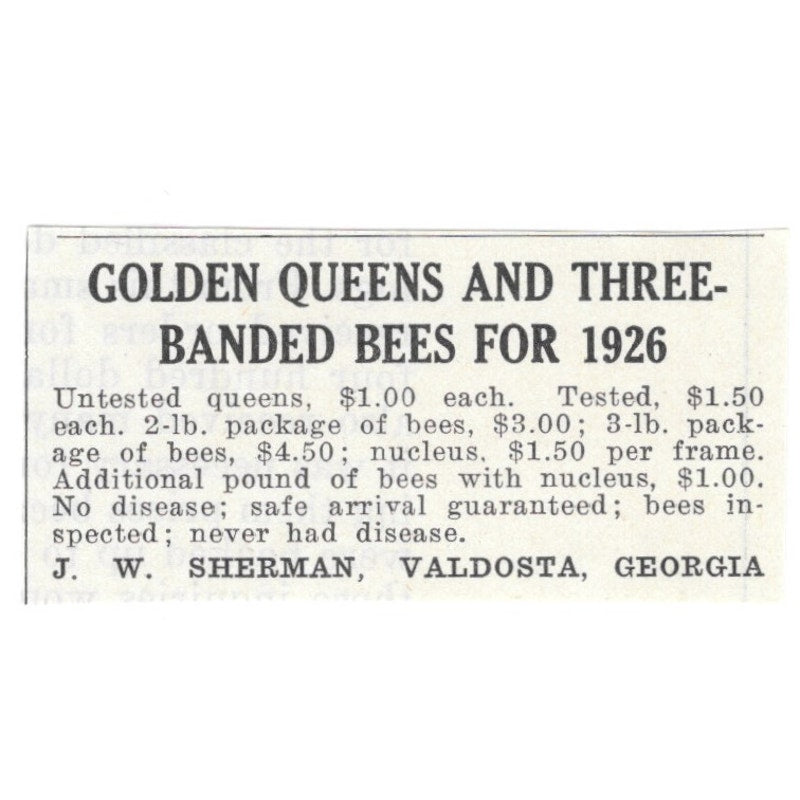 GOLDEN QUEENS AND THREE-
BANDED BEES FOR 1926
Untested queens, $1.00 each. Tested, $1.50
each. 2-lb. package of bees, $3.00; 3-lb. pack-
age of bees, $4.50; nucleus, $1.50 per frame.
Additional pound of bees with nucleus, $1.00.
No disease; safe arrival guaranteed; bees in-
spected; never had disease.
J. W. SHERMAN, VALDOSTA, GEORGIA